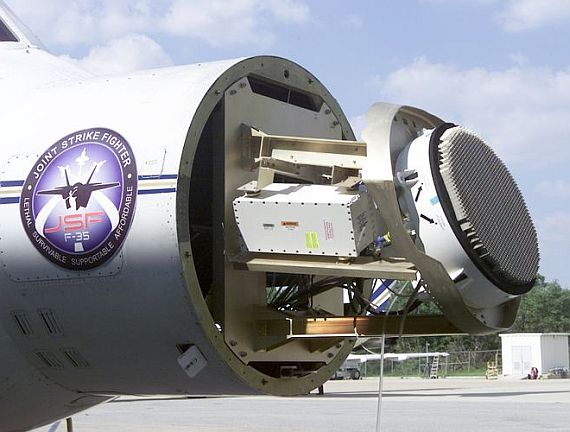 JOINT STRIKE FIGHTER
JSF
F-35
LETHAL SURVIVABLE SUPPORTABLE AFFORDABLE